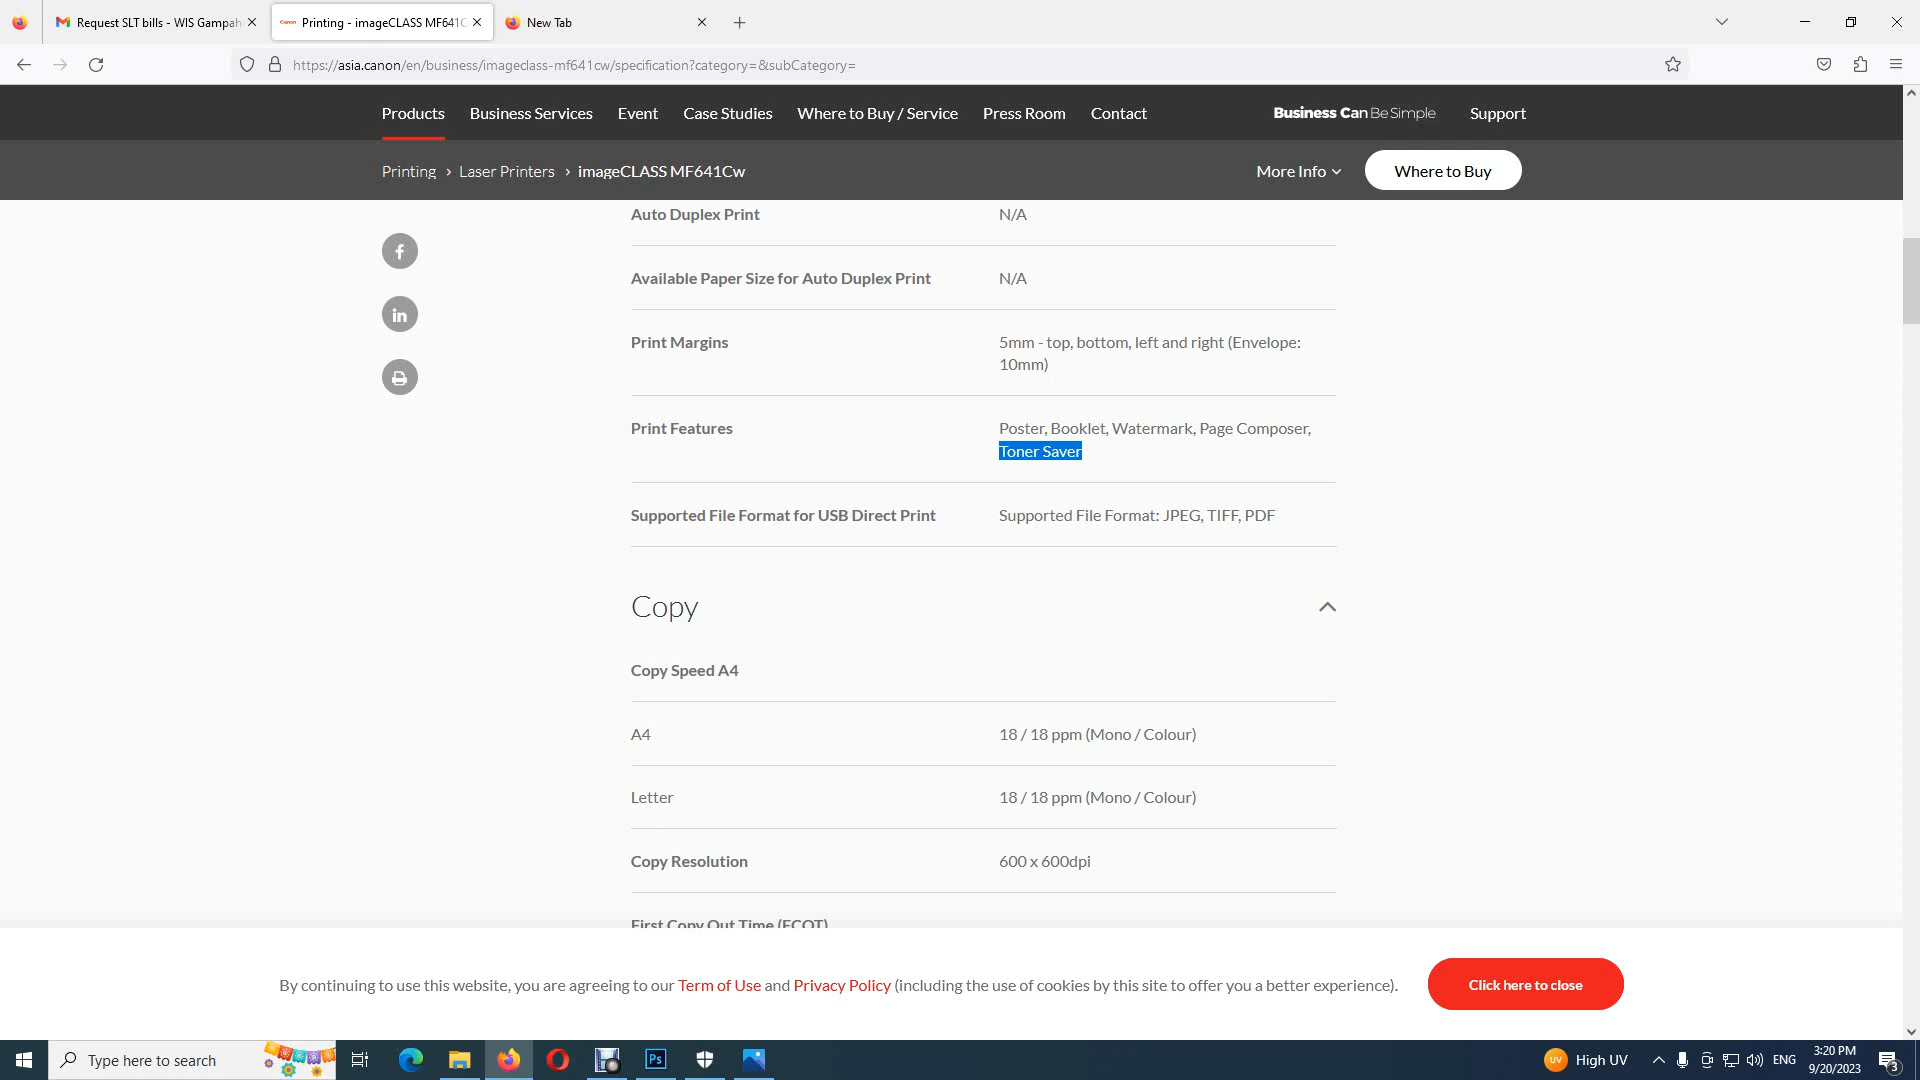 Request SLT bills - WIS Gampah
Printing - imageCLASS MF641C
New Tab
https://asia.canon/en/business/imageclass-mf641cw/specification?category=&subCategory=
Products
Business Services
Event
Case Studies
Where to Buy / Service
Press Room
Contact
Business Can Be Simple
Support
Printing › Laser Printers › imageCLASS MF641Cw
More Info
Where to Buy
Auto Duplex Print
N/A
Available Paper Size for Auto Duplex Print
N/A
Print Margins
5mm - top, bottom, left and right (Envelope:
10mm)
Print Features
Poster, Booklet, Watermark, Page Composer,
Toner Saver
Supported File Format for USB Direct Print
Supported File Format: JPEG, TIFF, PDF
Copy
Copy Speed A4
A4
18 / 18 ppm (Mono / Colour)
Letter
18 / 18 ppm (Mono / Colour)
Copy Resolution
600 x 600dpi
First Copy Out Time (FCOT)
By continuing to use this website, you are agreeing to our Term of Use and Privacy Policy (including the use of cookies by this site to offer you a better experience).
Click here to close
Type here to search
Ps
UV
High UV
ENG
3:20 PM
9/20/2023
3